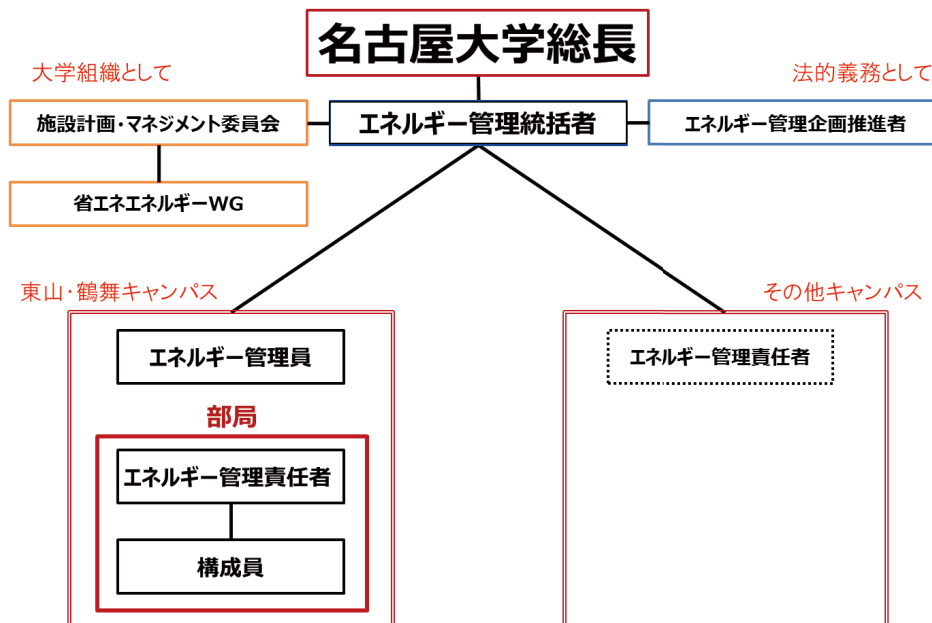 名古屋大学総長
大学組織として
法的義務として
施設計画・マネジメント委員会
エネルギー管理統括者
エネルギー管理企画推進者
省エネエネルギーWG
東山・鶴舞キャンパス
その他キャンパス
エネルギー管理員
エネルギー管理責任者
部局
エネルギー管理責任者
構成員